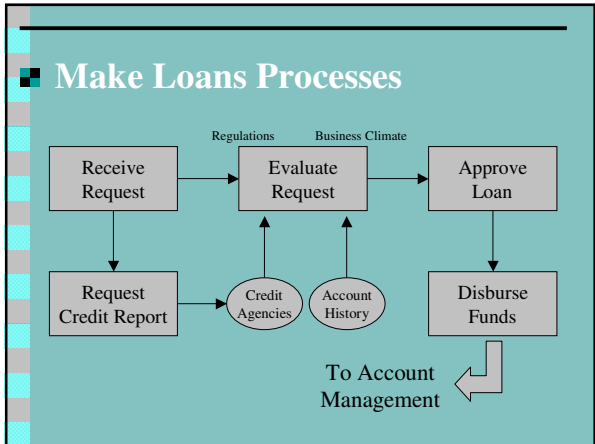 Make Loans Processes
Regulations
Business Climate
Receive
Request
Evaluate
Request
Approve
Loan
Request
Credit Report
Credit
Agencies
Account
History
Disburse
Funds
To Account
Management